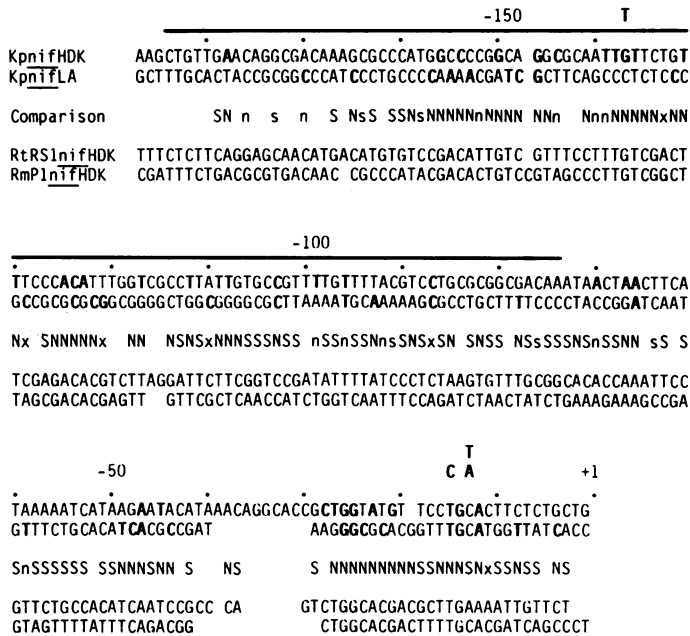 -150 T
KpnifHDK AAGCTGTTGAACAGGCGACAAAGCGCCCATGGCCCCGGCA GGCGCAATTGTTCTGT
KpnifLA GCTTTGCACTACCGCGGCCCATCCCTGCCCCAAAACGATC GCTTCAGCCCTCTCCC
Comparison SN n s n S NsS SSNsNNNNNnNNNN NNn NnnNNNNNxNN
RtRSlnifHDK TTTCTCTTCAGGAGCAACATGACATGTGTCCGACATTGTC GTTTCCTTTGTCGACT
RmPlnifHDK CGATTTCTGACGCGTGACAAC CGCCCATACGACACTGTCCGTAGCCCTTGTCGGCT
-100
TTCCCACATTTGGTCGCCTTATTGTGCCGTTTTGTTTTACGTCCTGCGCGGCGACAAATAACTAACTTCA
GCCGCGCGCGGCGGGGCTGGCGGGGCGCTTAAAATGCAAAAAGCGCCTGCTTTTCCCCTACCGGATCAAT
Nx SNNNNNx NN NSNSxNNNSSSNSS nSSnSSNnsSSNSxSN SNSS NSsSSSNSnSSNN sS S
TCGAGACACGTCTTAGGATTCTTCGGTCCGATATTTTATCCCTCTAAGTGTTTGCGGCACACCAAATTCC
TAGCGACACGAGTT GTTCGCTCAACCATCTGGTCAATTTCCAGATCTAACTATCTGAAAGAAAGCCGA
T
-50 C A +1
TAAAAATCATAAGAATACATAAACAGGCACCGCTGGTATGT TCCTGCACTTCTCTGCTG
GTTTCTGCACATCACGCCGAT AAGGGCGCACGGTTTGCATGGTTATCACC
SnSSSSSS SSNNNSNN S NS S NNNNNNNNNSSNNNSNxSSNSS NS
GTTCTGCCACATCAATCCGCC CA GTCTGGCACGACGCTTGAAAATTGTTCT
GTAGTTTTATTTCAGACGG CTGGCACGACTTTTGCACGATCAGCCCT